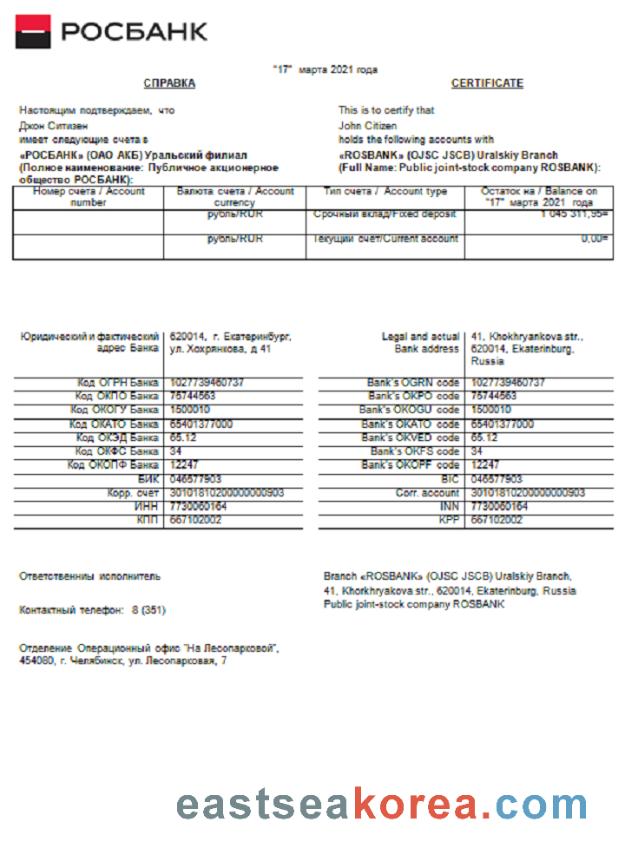 РОСБАНК
"17" марта 2021 года
СПРАВКА
CERTIFICATE
Настоящим подтверждаем, что
Джон Ситизен
имеет следующие счета в
«РОСБАНК» (ОАО АКБ) Уральский филиал
(Полное наименование: Публичное акционерное
общество РОСБАНК):
This is to certify that
John Citizen
holds the following accounts with
«ROSBANK» (OJSC JSCB) Uralskiy Branch
(Full Name: Public joint-stock company ROSBANK):
Номер счета / Account number | Валюта счета / Account currency | Тип счета / Account type | Остаток на / Balance on "17" марта 2021 года
рубль/RUR | Срочный вклад/Fixed deposit | 1 045 311,95=
рубль/RUR | Текущий счет/Current account | 0,00=
Юридический и фактический адрес Банка | 620014, г. Екатеринбург, ул. Хохрянкова, д 41
Код ОГРН Банка 1027739460737
Код ОКПО Банка 75744563
Код ОКОГУ Банка 1500010
Код ОКАТО Банка 65401377000
Код ОКЭД Банка 65.12
Код ОКФС Банка 34
Код ОКОПФ Банка 12247
БИК 046577903
Корр. счет 30101810200000000903
ИНН 7730060164
КПП 667102002
Legal and actual Bank address | 41, Khokhryankova str., 620014, Ekaterinburg, Russia
Bank's OGRN code 1027739460737
Bank's OKPO code 75744563
Bank's OKOGU code 1500010
Bank's OKATO code 65401377000
Bank's OKVED code 65.12
Bank's OKFS code 34
Bank's OKOPF code 12247
BIC 046577903
Corr. account 30101810200000000903
INN 7730060164
KPP 667102002
Ответственниы исполнитель
Контактный телефон: 8 (351)
Отделение Операционный офис "На Лесопарковой",
454080, г. Челябинск, ул. Лесопарковая, 7
Branch «ROSBANK» (OJSC JSCB) Uralskiy Branch,
41, Khorkhryakova str., 620014, Ekaterinburg, Russia
Public joint-stock company ROSBANK
eastseakorea.com